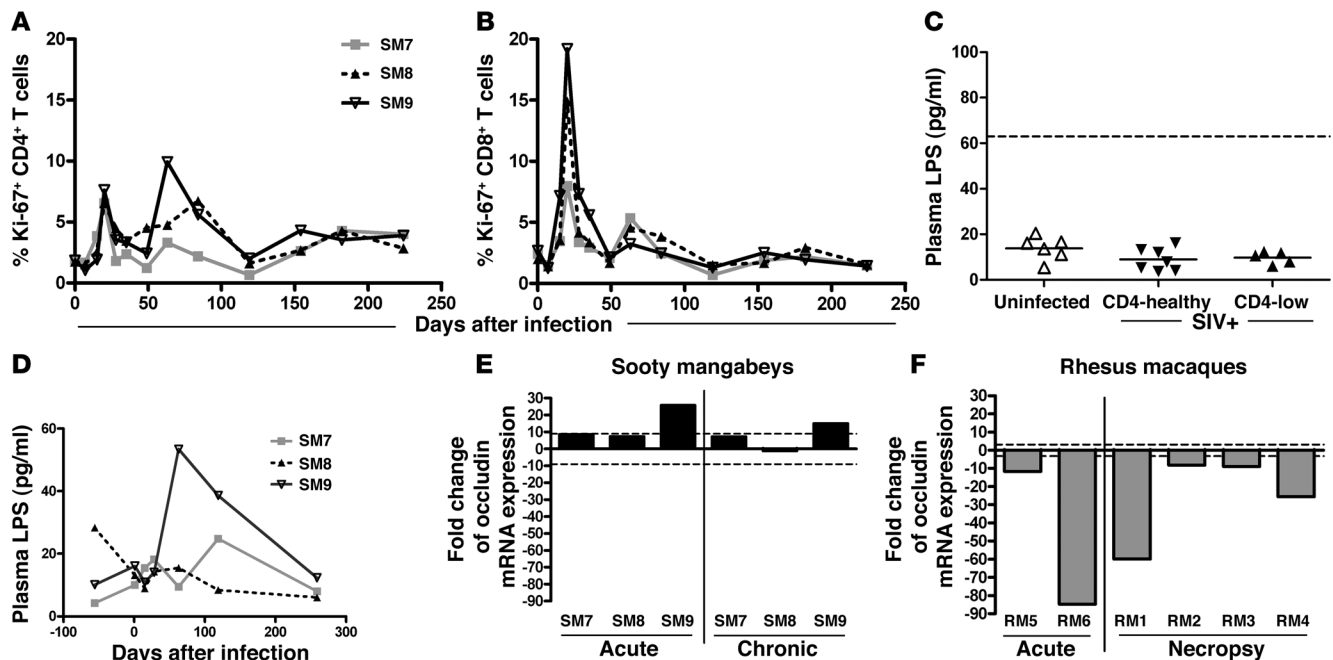 A
% Ki-67+ CD4+ T cells
20
15
10
5
0
0 50 100 150 200 250
SM7
SM8
SM9
B
% Ki-67+ CD8+ T cells
20
15
10
5
0
0 50 100 150 200 250
Days after infection
C
Plasma LPS (pg/ml)
100
80
60
40
20
0
Uninfected CD4-healthy CD4-low
SIV+
D
Plasma LPS (pg/ml)
60
40
20
0
-100 0 100 200 300
Days after infection
SM7
SM8
SM9
E
Sooty mangabeys
Fold change
of occludin
mRNA expression
30
20
10
0
-10
-20
-30
-40
-50
-60
-70
-80
-90
SM7 SM8 SM9 SM7 SM8 SM9
Acute Chronic
F
Rhesus macaques
Fold change
of occludin
mRNA expression
30
20
10
0
-10
-20
-30
-40
-50
-60
-70
-80
-90
RM5 RM6 RM1 RM2 RM3 RM4
Acute Necropsy